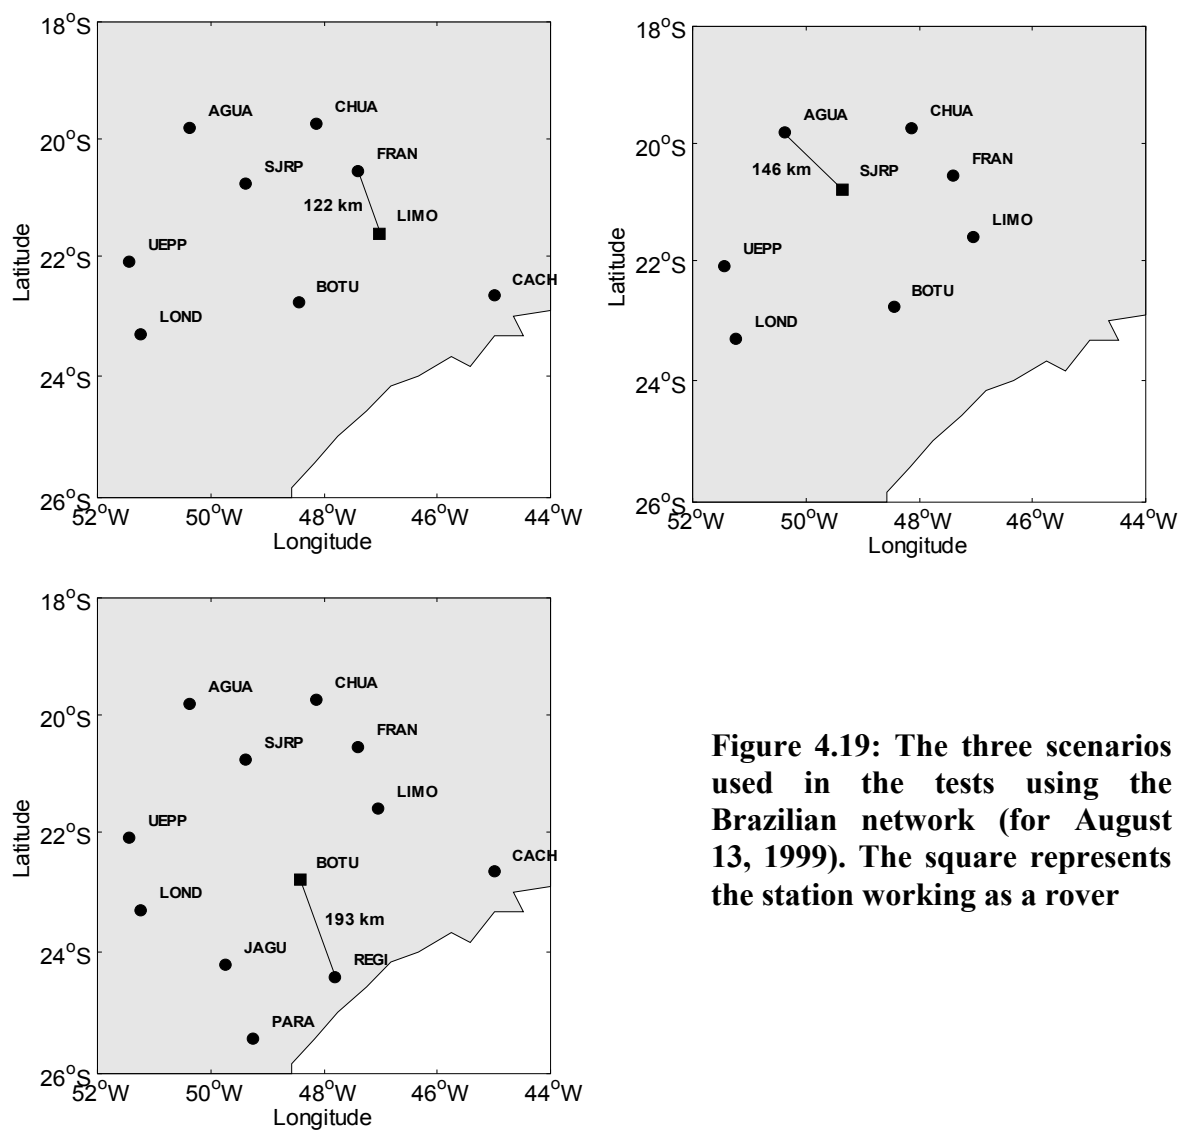 18°S
AGUA
CHUA
20°S
FRAN
SJRP
122 km
LIMO
22°S
UEPP
CACH
BOTU
LOND
24°S
26°S
52°W 50°W 48°W 46°W 44°W
Longitude
Latitude
18°S
AGUA
CHUA
20°S
FRAN
146 km
SJRP
LIMO
22°S
UEPP
BOTU
LOND
24°S
26°S
52°W 50°W 48°W 46°W 44°W
Longitude
Latitude
18°S
AGUA
CHUA
20°S
FRAN
SJRP
LIMO
22°S
UEPP
BOTU
CACH
LOND
193 km
24°S
JAGU
REGI
PARA
26°S
52°W 50°W 48°W 46°W 44°W
Longitude
Latitude
Figure 4.19: The three scenarios
used in the tests using the
Brazilian network (for August
13, 1999). The square represents
the station working as a rover